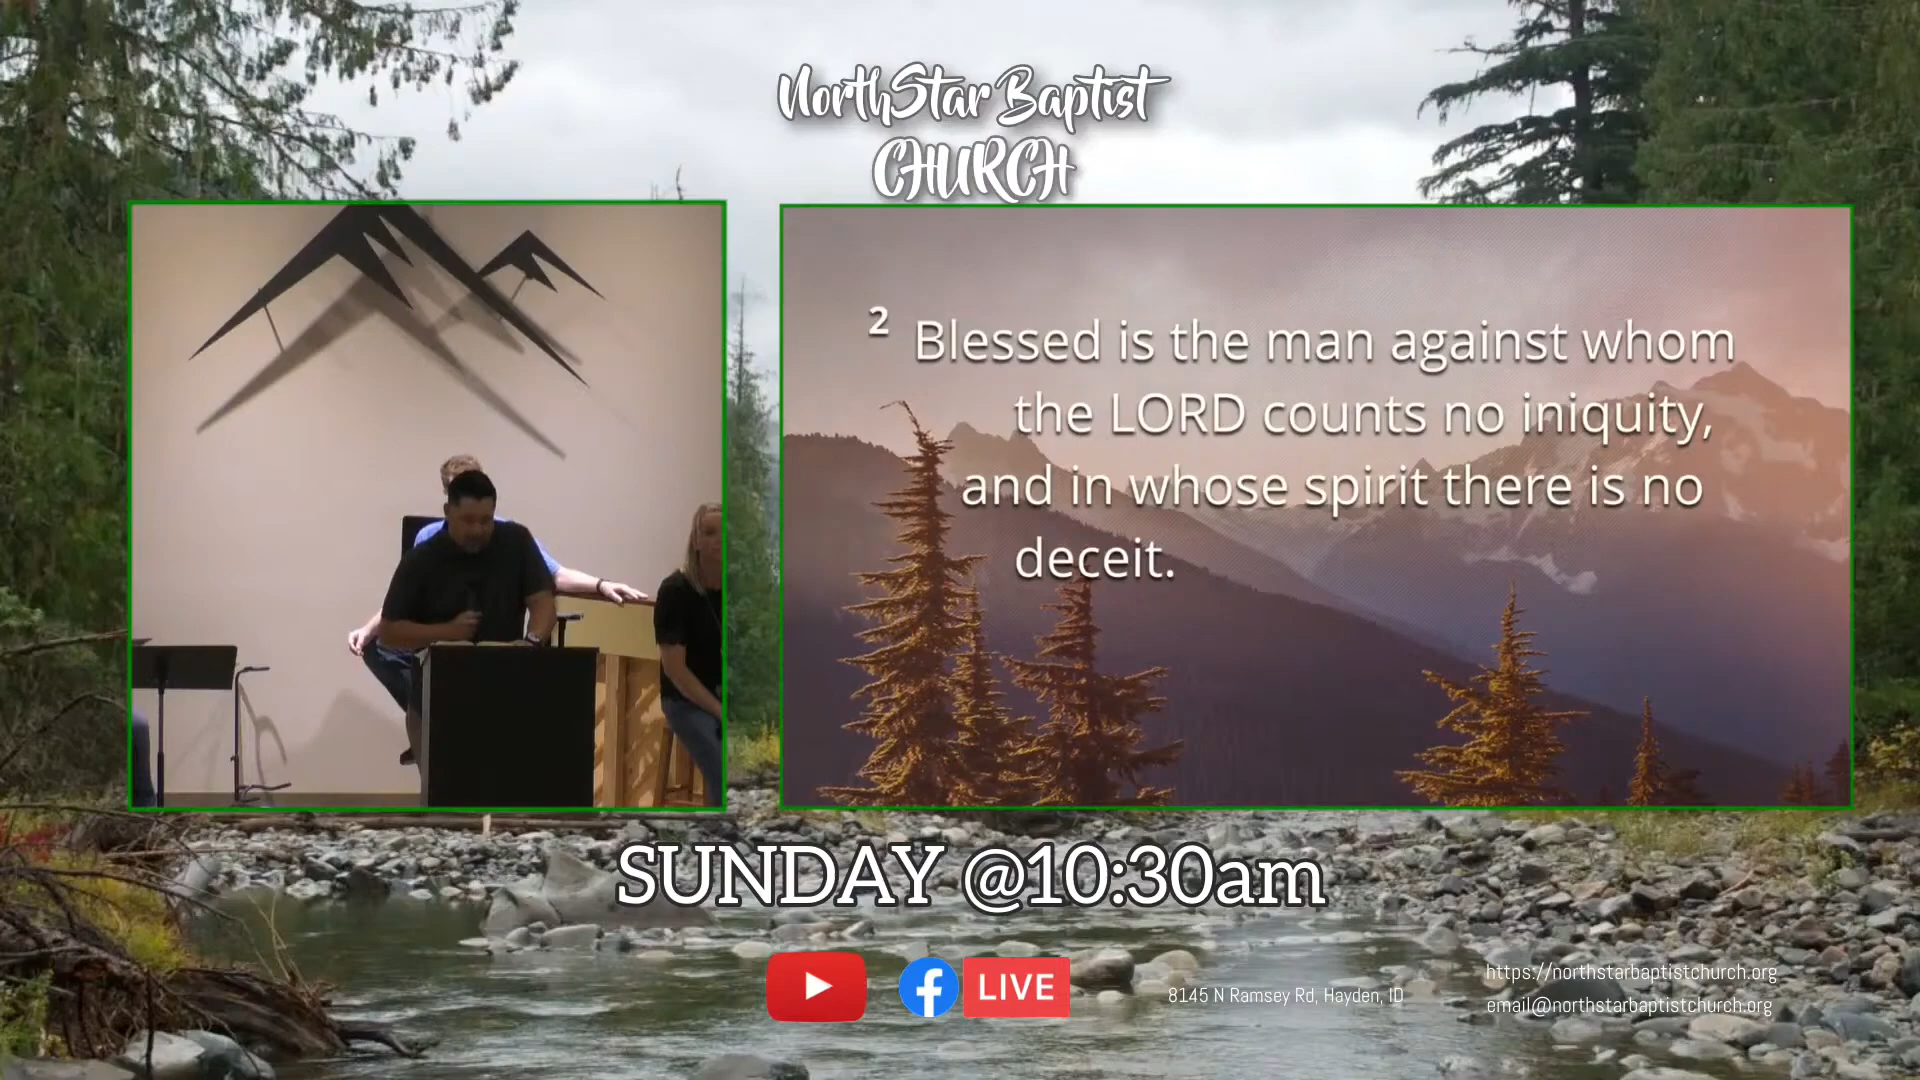 NorthStar Baptist
CHURCH
2 Blessed is the man against whom
the LORD counts no iniquity,
and in whose spirit there is no
deceit.
SUNDAY @10:30am
LIVE
8145 N Ramsey Rd, Hayden, ID
https://northstarbaptistchurch.org
email@northstarbaptistchurch.org